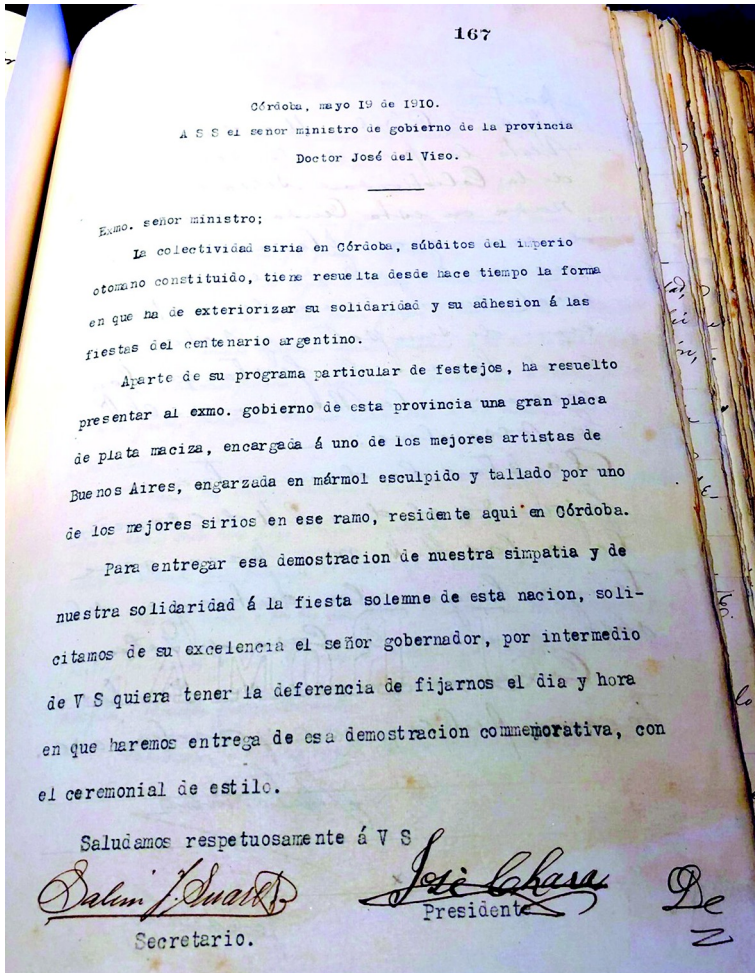 167
Córdoba, mayo 19 de 1910.
A S S el señor ministro de gobierno de la provincia
Doctor José del Viso.
Exmo. señor ministro;
La colectividad siria en Córdoba, súbditos del imperio
otomano constituido, tiene resuelta desde hace tiempo la forma
en que ha de exteriorizar su solidaridad y su adhesion á las
fiestas del centenario argentino.
Aparte de su programa particular de festejos, ha resuelto
presentar al exmo. gobierno de esta provincia una gran placa
de plata maciza, encargada á uno de los mejores artistas de
Buenos Aires, engarzada en mármol esculpido y tallado por uno
de los mejores sirios en ese ramo, residente aqui en Córdoba.
Para entregar esa demostracion de nuestra simpatia y de
nuestra solidaridad á la fiesta solemne de esta nacion, soli-
citamos de su excelencia el señor gobernador, por intermedio
de V S quiera tener la deferencia de fijarnos el dia y hora
en que haremos entrega de esa demostracion commemorativa, con
el ceremonial de estilo.
Saludamos respetuosamente á V S
Salim J. Suarez José Chasa
Presidente
Secretario.
De